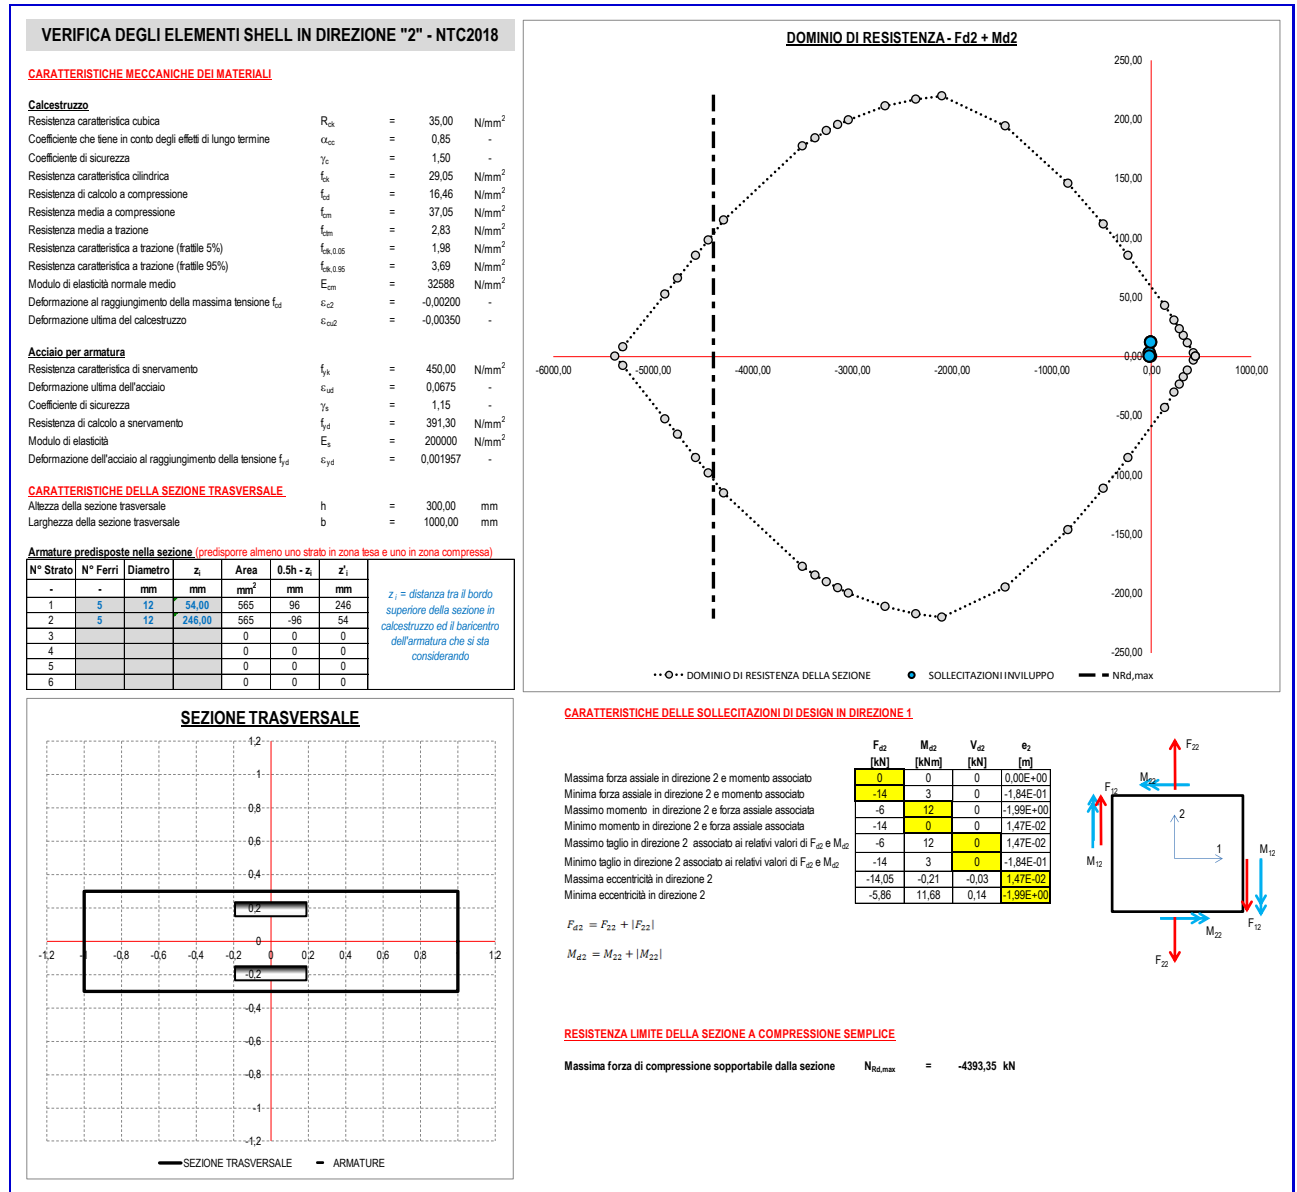 VERIFICA DEGLI ELEMENTI SHELL IN DIREZIONE "2" - NTC2018
CARATTERISTICHE MECCANICHE DEI MATERIALI
Calcestruzzo
Resistenza caratteristica cubica Rck = 35,00 N/mm2
Coefficiente che tiene in conto degli effetti di lungo termine αcc = 0,85 -
Coefficiente di sicurezza γc = 1,50 -
Resistenza caratteristica cilindrica fck = 29,05 N/mm2
Resistenza di calcolo a compressione fcd = 16,46 N/mm2
Resistenza media a compressione fcm = 37,05 N/mm2
Resistenza media a trazione fctm = 2,83 N/mm2
Resistenza caratteristica a trazione (frattile 5%) fctk,0.05 = 1,98 N/mm2
Resistenza caratteristica a trazione (frattile 95%) fctk,0.95 = 3,69 N/mm2
Modulo di elasticità normale medio Ecm = 32588 N/mm2
Deformazione al raggiungimento della massima tensione fcd εc2 = -0,00200 -
Deformazione ultima del calcestruzzo εcu2 = -0,00350 -
Acciaio per armatura
Resistenza caratteristica di snervamento fyk = 450,00 N/mm2
Deformazione ultima dell'acciaio εud = 0,0675 -
Coefficiente di sicurezza γs = 1,15 -
Resistenza di calcolo a snervamento fyd = 391,30 N/mm2
Modulo di elasticità Es = 200000 N/mm2
Deformazione dell'acciaio al raggiungimento della tensione fyd εyd = 0,001957 -
CARATTERISTICHE DELLA SEZIONE TRASVERSALE
Altezza della sezione trasversale h = 300,00 mm
Larghezza della sezione trasversale b = 1000,00 mm
Armature predisposte nella sezione (predisporre almeno uno strato in zona tesa e uno in zona compressa)
N° Strato N° Ferri Diametro zi Area 0.5h - zi z'i
- - mm mm mm2 mm mm
1 5 12 54,00 565 96 246
2 5 12 246,00 565 -96 54
3 0 0 0
4 0 0 0
5 0 0 0
6 0 0 0
zi = distanza tra il bordo
superiore della sezione in
calcestruzzo ed il baricentro
dell'armatura che si sta
considerando
DOMINIO DI RESISTENZA - Fd2 + Md2
250,00
200,00
150,00
100,00
50,00
0,00
-6000,00 -5000,00 -4000,00 -3000,00 -2000,00 -1000,00 0,00 1000,00
-50,00
-100,00
-150,00
-200,00
-250,00
DOMINIO DI RESISTENZA DELLA SEZIONE SOLLECITAZIONI INVILUPPO NRd,max
SEZIONE TRASVERSALE
1,2
1
0,8
0,6
0,4
0,2
0
-1,2 -1 -0,8 -0,6 -0,4 -0,2 0 0,2 0,4 0,6 0,8 1 1,2
-0,2
-0,4
-0,6
-0,8
-1
-1,2
SEZIONE TRASVERSALE ARMATURE
CARATTERISTICHE DELLE SOLLECITAZIONI DI DESIGN IN DIREZIONE 1
Fd2 Md2 Vd2 e2
[kN] [kNm] [kN] [m]
Massima forza assiale in direzione 2 e momento associato 0 0 0 0,00E+00
Minima forza assiale in direzione 2 e momento associato -14 3 0 -1,84E-01
Massimo momento in direzione 2 e forza assiale associata -6 12 0 -1,99E+00
Minimo momento in direzione 2 e forza assiale associata -14 0 0 1,47E-02
Massimo taglio in direzione 2 associato ai relativi valori di Fd2 e Md2 -6 12 0 1,47E-02
Minimo taglio in direzione 2 associato ai relativi valori di Fd2 e Md2 -14 3 0 -1,84E-01
Massima eccentricità in direzione 2 -14,05 -0,21 -0,03 1,47E-02
Minima eccentricità in direzione 2 -5,86 11,68 0,14 -1,99E+00
Fd2 = F22 + |F22|
Md2 = M22 + |M22|
F22
M22
F12
2
1
M12
M12
F12
M22
F22
RESISTENZA LIMITE DELLA SEZIONE A COMPRESSIONE SEMPLICE
Massima forza di compressione sopportabile dalla sezione NRd,max = -4393,35 kN